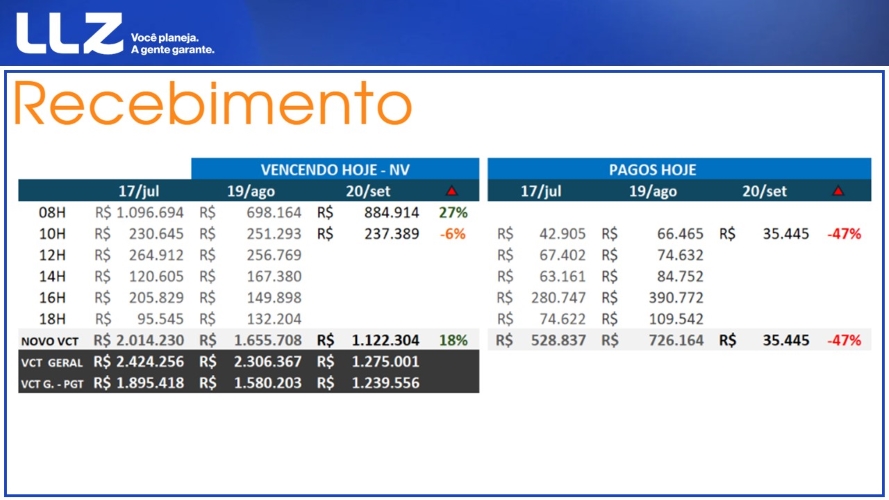 LLZ
Você planeja.
A gente garante.
Recebimento
VENCENDO HOJE - NV PAGOS HOJE
17/jul 19/ago 20/set 17/jul 19/ago 20/set
08H R$ 1.096.694 R$ 698.164 R$ 884.914 27%
10H R$ 230.645 R$ 251.293 R$ 237.389 -6% R$ 42.905 R$ 66.465 R$ 35.445 -47%
12H R$ 264.912 R$ 256.769 R$ 67.402 R$ 74.632
14H R$ 120.605 R$ 167.380 R$ 63.161 R$ 84.752
16H R$ 205.829 R$ 149.898 R$ 280.747 R$ 390.772
18H R$ 95.545 R$ 132.204 R$ 74.622 R$ 109.542
NOVO VCT R$ 2.014.230 R$ 1.655.708 R$ 1.122.304 18% R$ 528.837 R$ 726.164 R$ 35.445 -47%
VCT GERAL R$ 2.424.256 R$ 2.306.367 R$ 1.275.001
VCT G. - PGT R$ 1.895.418 R$ 1.580.203 R$ 1.239.556